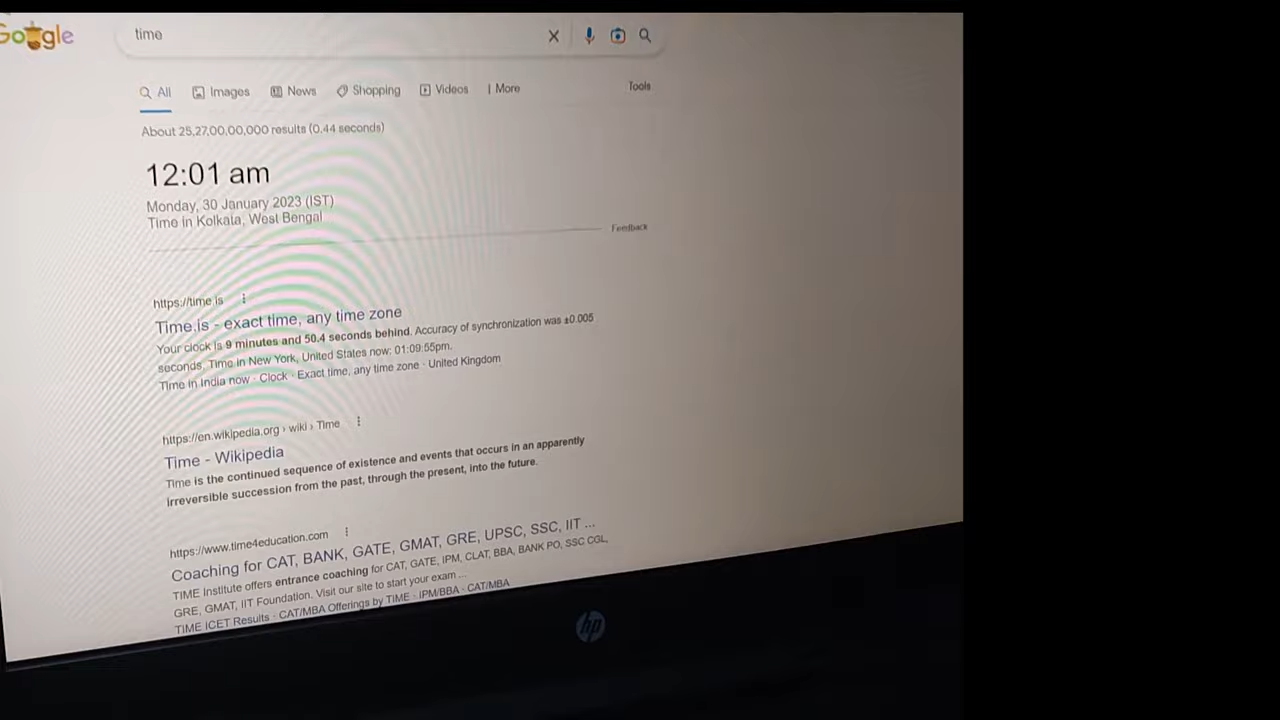 Google
time
All Images News Shopping Videos More Tools
About 25,27,00,00,000 results (0.44 seconds)
12:01 am
Monday, 30 January 2023 (IST)
Time in Kolkata, West Bengal
Feedback
https://time.is
Time.is - exact time, any time zone
Your clock is 9 minutes and 50.4 seconds behind. Accuracy of synchronization was ±0.005
seconds. Time in New York, United States now: 01:09:55pm.
Time in India now · Clock · Exact time, any time zone · United Kingdom
https://en.wikipedia.org › wiki › Time
Time - Wikipedia
Time is the continued sequence of existence and events that occurs in an apparently
irreversible succession from the past, through the present, into the future.
https://www.time4education.com
Coaching for CAT, BANK, GATE, GMAT, GRE, UPSC, SSC, IIT ...
TIME Institute offers entrance coaching for CAT, GATE, IPM, CLAT, BBA, BANK PO, SSC CGL,
GRE, GMAT, IIT Foundation. Visit our site to start your exam ...
TIME ICET Results · CAT/MBA Offerings by TIME · IPM/BBA · CAT/MBA
hp